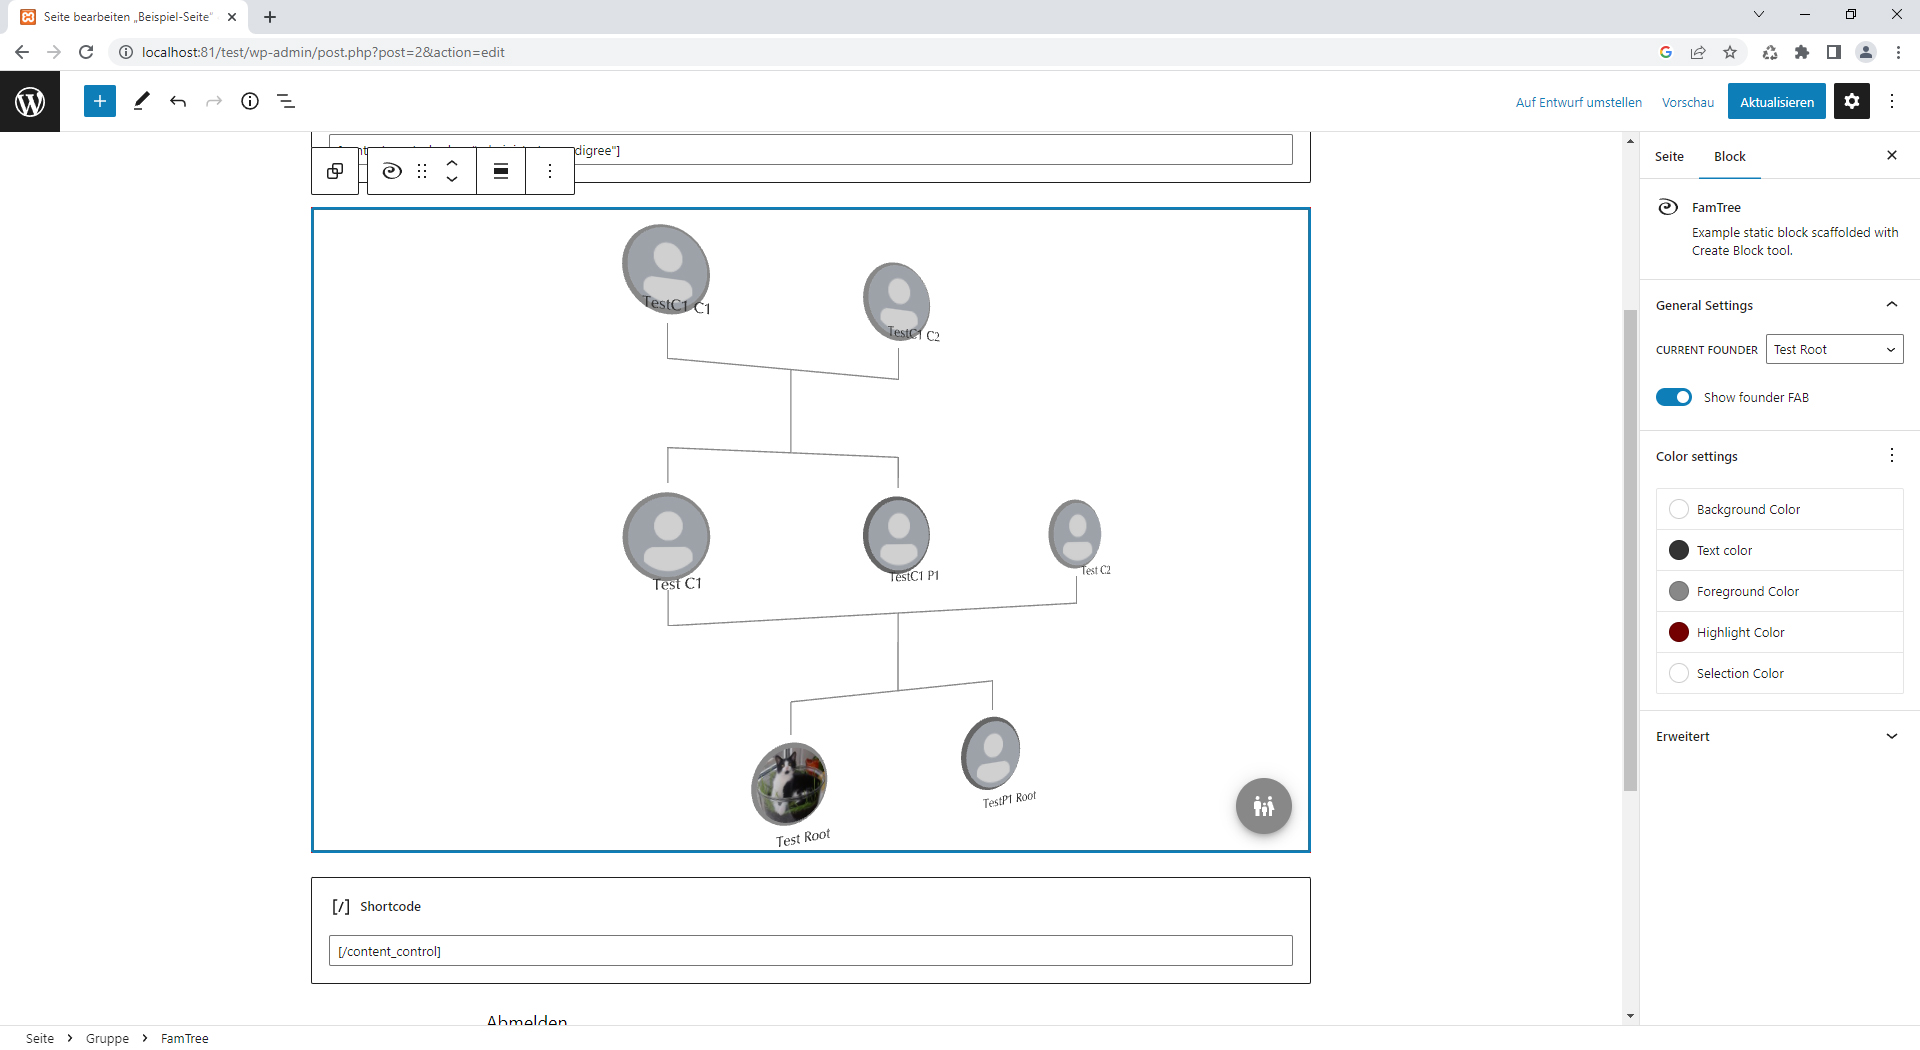 Seite bearbeiten „Beispiel-Seite“
localhost:81/test/wp-admin/post.php?post=2&action=edit
Auf Entwurf umstellen
Vorschau
Aktualisieren
digree"]
TestC1 C1
TestC1 C2
Test C1
TestC1 P1
Test C2
Test Root
TestP1 Root
[/] Shortcode
[/content_control]
Abmelden
Seite
Block
FamTree
Example static block scaffolded with
Create Block tool.
General Settings
CURRENT FOUNDER
Test Root
Show founder FAB
Color settings
Background Color
Text color
Foreground Color
Highlight Color
Selection Color
Erweitert
Seite
Gruppe
FamTree